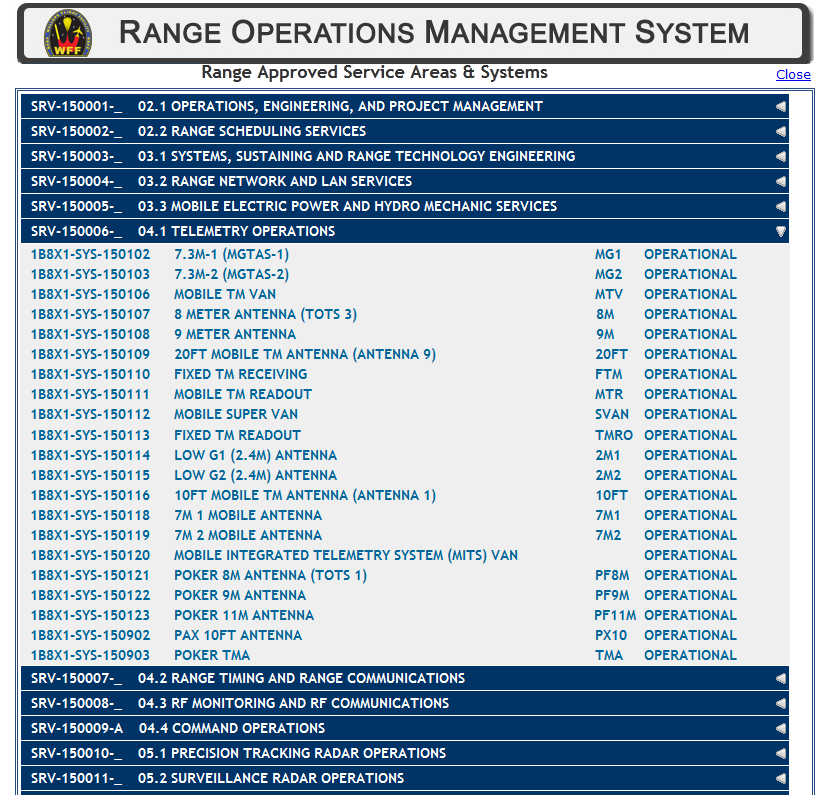 WFF
RANGE OPERATIONS MANAGEMENT SYSTEM
Range Approved Service Areas & Systems
Close
SRV-150001-_ 02.1 OPERATIONS, ENGINEERING, AND PROJECT MANAGEMENT
SRV-150002-_ 02.2 RANGE SCHEDULING SERVICES
SRV-150003-_ 03.1 SYSTEMS, SUSTAINING AND RANGE TECHNOLOGY ENGINEERING
SRV-150004-_ 03.2 RANGE NETWORK AND LAN SERVICES
SRV-150005-_ 03.3 MOBILE ELECTRIC POWER AND HYDRO MECHANIC SERVICES
SRV-150006-_ 04.1 TELEMETRY OPERATIONS
1B8X1-SYS-150102 7.3M-1 (MGTAS-1) MG1 OPERATIONAL
1B8X1-SYS-150103 7.3M-2 (MGTAS-2) MG2 OPERATIONAL
1B8X1-SYS-150106 MOBILE TM VAN MTV OPERATIONAL
1B8X1-SYS-150107 8 METER ANTENNA (TOTS 3) 8M OPERATIONAL
1B8X1-SYS-150108 9 METER ANTENNA 9M OPERATIONAL
1B8X1-SYS-150109 20FT MOBILE TM ANTENNA (ANTENNA 9) 20FT OPERATIONAL
1B8X1-SYS-150110 FIXED TM RECEIVING FTM OPERATIONAL
1B8X1-SYS-150111 MOBILE TM READOUT MTR OPERATIONAL
1B8X1-SYS-150112 MOBILE SUPER VAN SVAN OPERATIONAL
1B8X1-SYS-150113 FIXED TM READOUT TMRO OPERATIONAL
1B8X1-SYS-150114 LOW G1 (2.4M) ANTENNA 2M1 OPERATIONAL
1B8X1-SYS-150115 LOW G2 (2.4M) ANTENNA 2M2 OPERATIONAL
1B8X1-SYS-150116 10FT MOBILE TM ANTENNA (ANTENNA 1) 10FT OPERATIONAL
1B8X1-SYS-150118 7M 1 MOBILE ANTENNA 7M1 OPERATIONAL
1B8X1-SYS-150119 7M 2 MOBILE ANTENNA 7M2 OPERATIONAL
1B8X1-SYS-150120 MOBILE INTEGRATED TELEMETRY SYSTEM (MITS) VAN OPERATIONAL
1B8X1-SYS-150121 POKER 8M ANTENNA (TOTS 1) PF8M OPERATIONAL
1B8X1-SYS-150122 POKER 9M ANTENNA PF9M OPERATIONAL
1B8X1-SYS-150123 POKER 11M ANTENNA PF11M OPERATIONAL
1B8X1-SYS-150902 PAX 10FT ANTENNA PX10 OPERATIONAL
1B8X1-SYS-150903 POKER TMA TMA OPERATIONAL
SRV-150007-_ 04.2 RANGE TIMING AND RANGE COMMUNICATIONS
SRV-150008-_ 04.3 RF MONITORING AND RF COMMUNICATIONS
SRV-150009-A 04.4 COMMAND OPERATIONS
SRV-150010-_ 05.1 PRECISION TRACKING RADAR OPERATIONS
SRV-150011-_ 05.2 SURVEILLANCE RADAR OPERATIONS